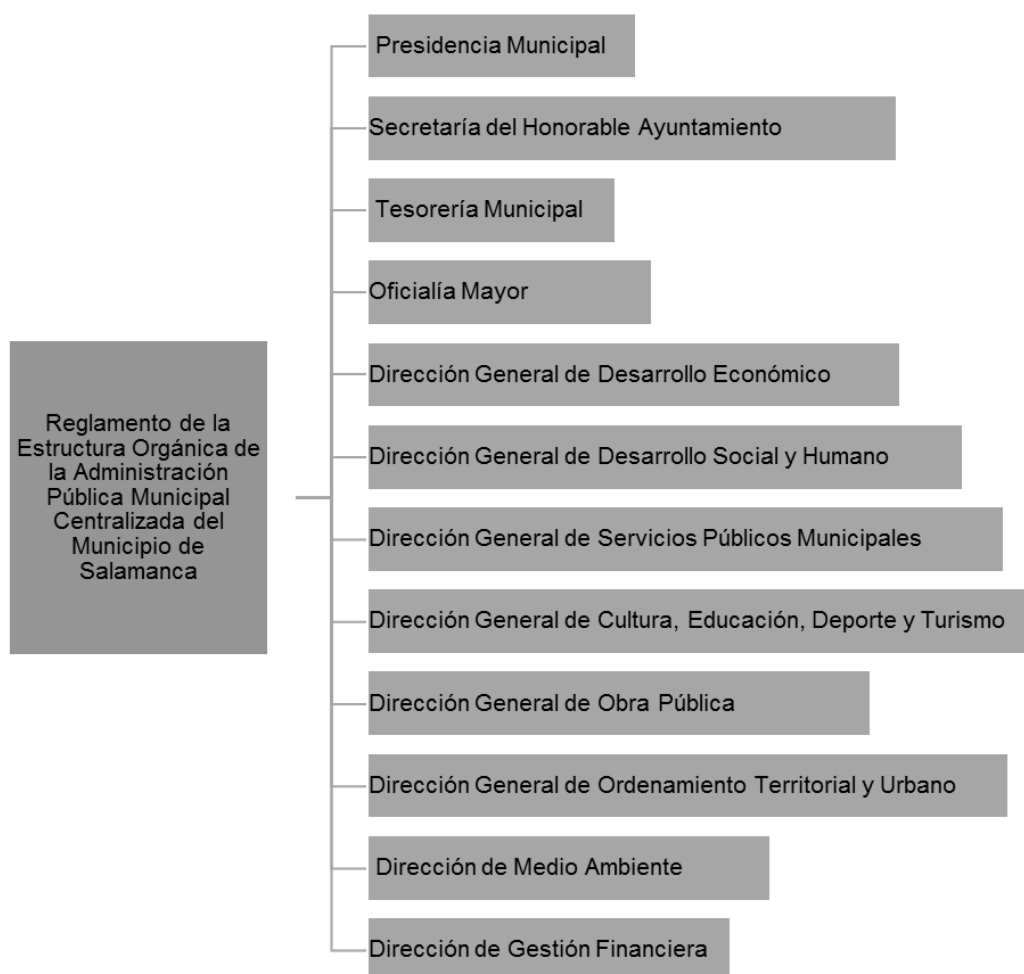 Presidencia Municipal
Secretaría del Honorable Ayuntamiento
Tesorería Municipal
Oficialía Mayor
Dirección General de Desarrollo Económico
Reglamento de la
Estructura Orgánica de
la Administración
Pública Municipal
Centralizada del
Municipio de
Salamanca
Dirección General de Desarrollo Social y Humano
Dirección General de Servicios Públicos Municipales
Dirección General de Cultura, Educación, Deporte y Turismo
Dirección General de Obra Pública
Dirección General de Ordenamiento Territorial y Urbano
Dirección de Medio Ambiente
Dirección de Gestión Financiera